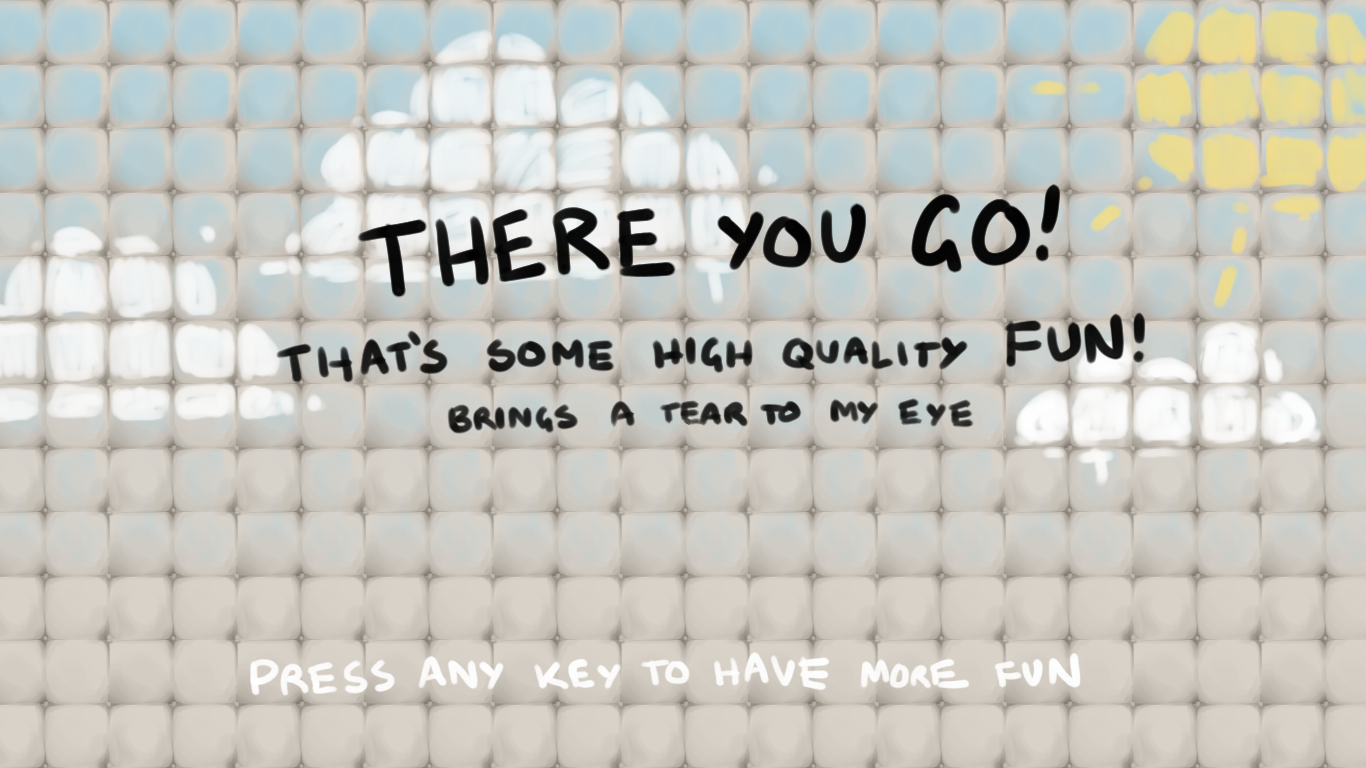 THERE YOU GO!
THAT'S SOME HIGH QUALITY FUN!
BRINGS A TEAR TO MY EYE
PRESS ANY KEY TO HAVE MORE FUN